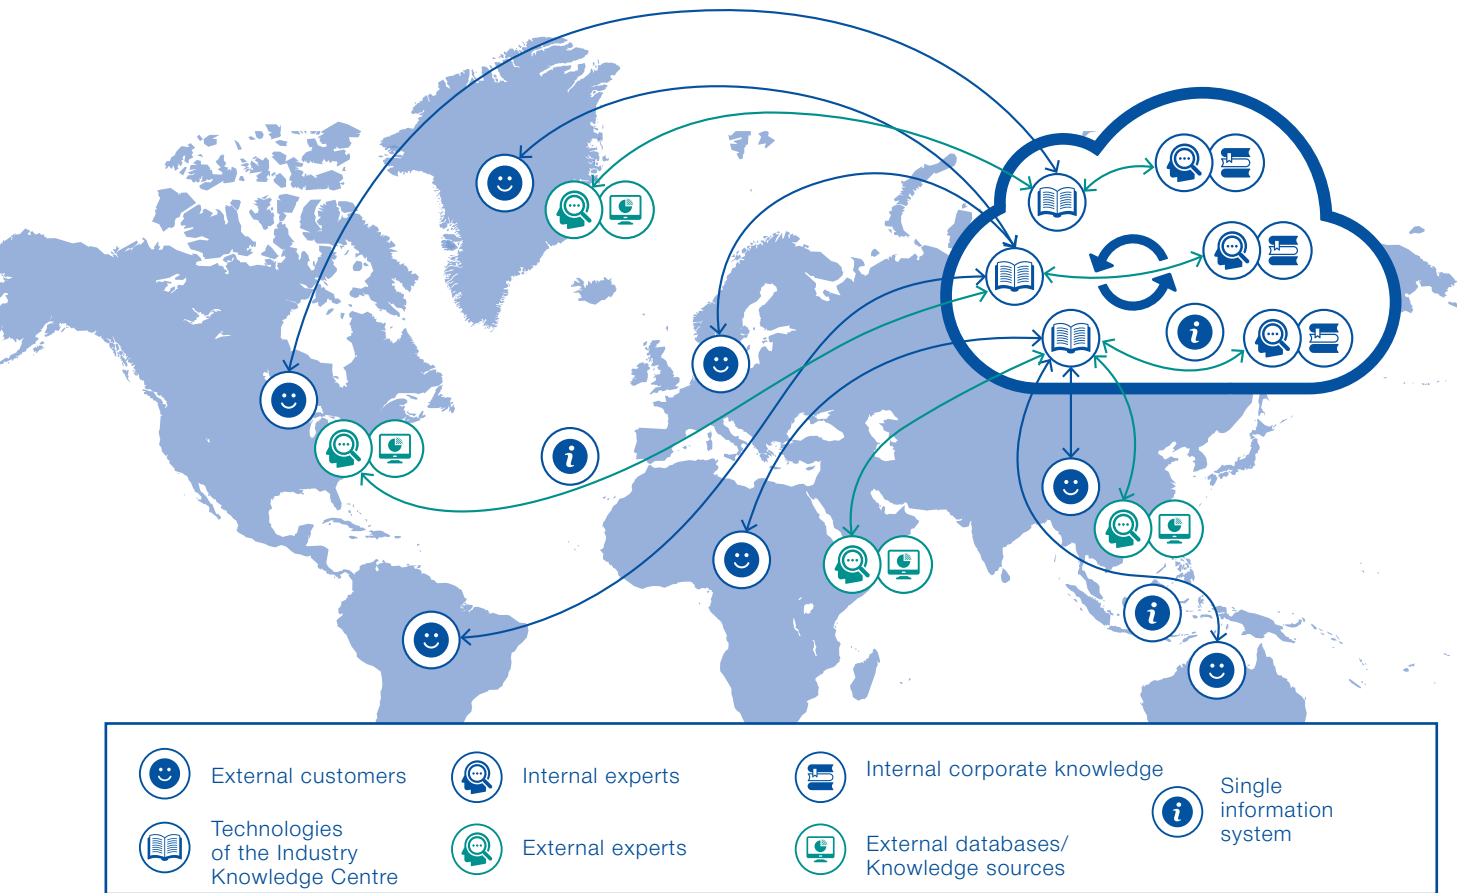 External customers
Technologies
of the Industry
Knowledge Centre
Internal experts
External experts
Internal corporate knowledge
External databases/
Knowledge sources
Single
information
system